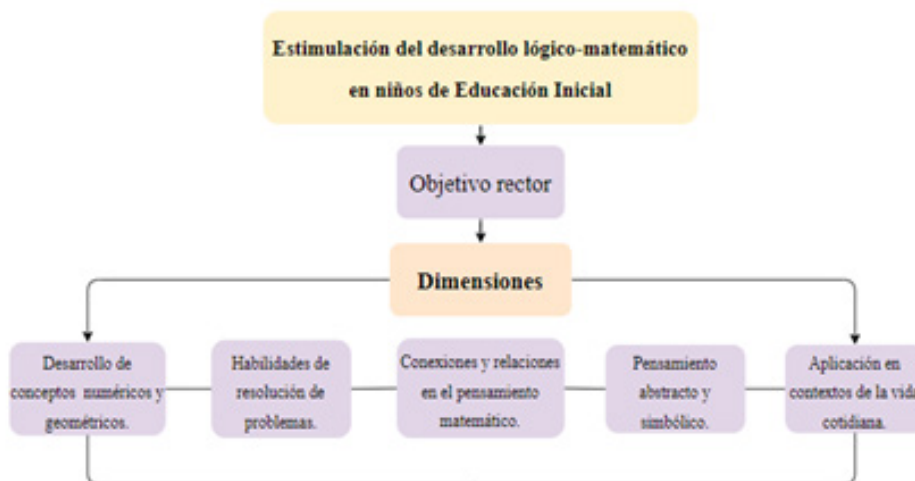 Estimulación del desarrollo lógico-matemático
en niños de Educación Inicial
Objetivo rector
Dimensiones
Desarrollo de
conceptos numéricos y
geométricos.
Habilidades de
resolución de
problemas.
Conexiones y relaciones
en el pensamiento
matemático.
Pensamiento
abstracto y
simbólico.
Aplicación en
contextos de la vida
cotidiana.